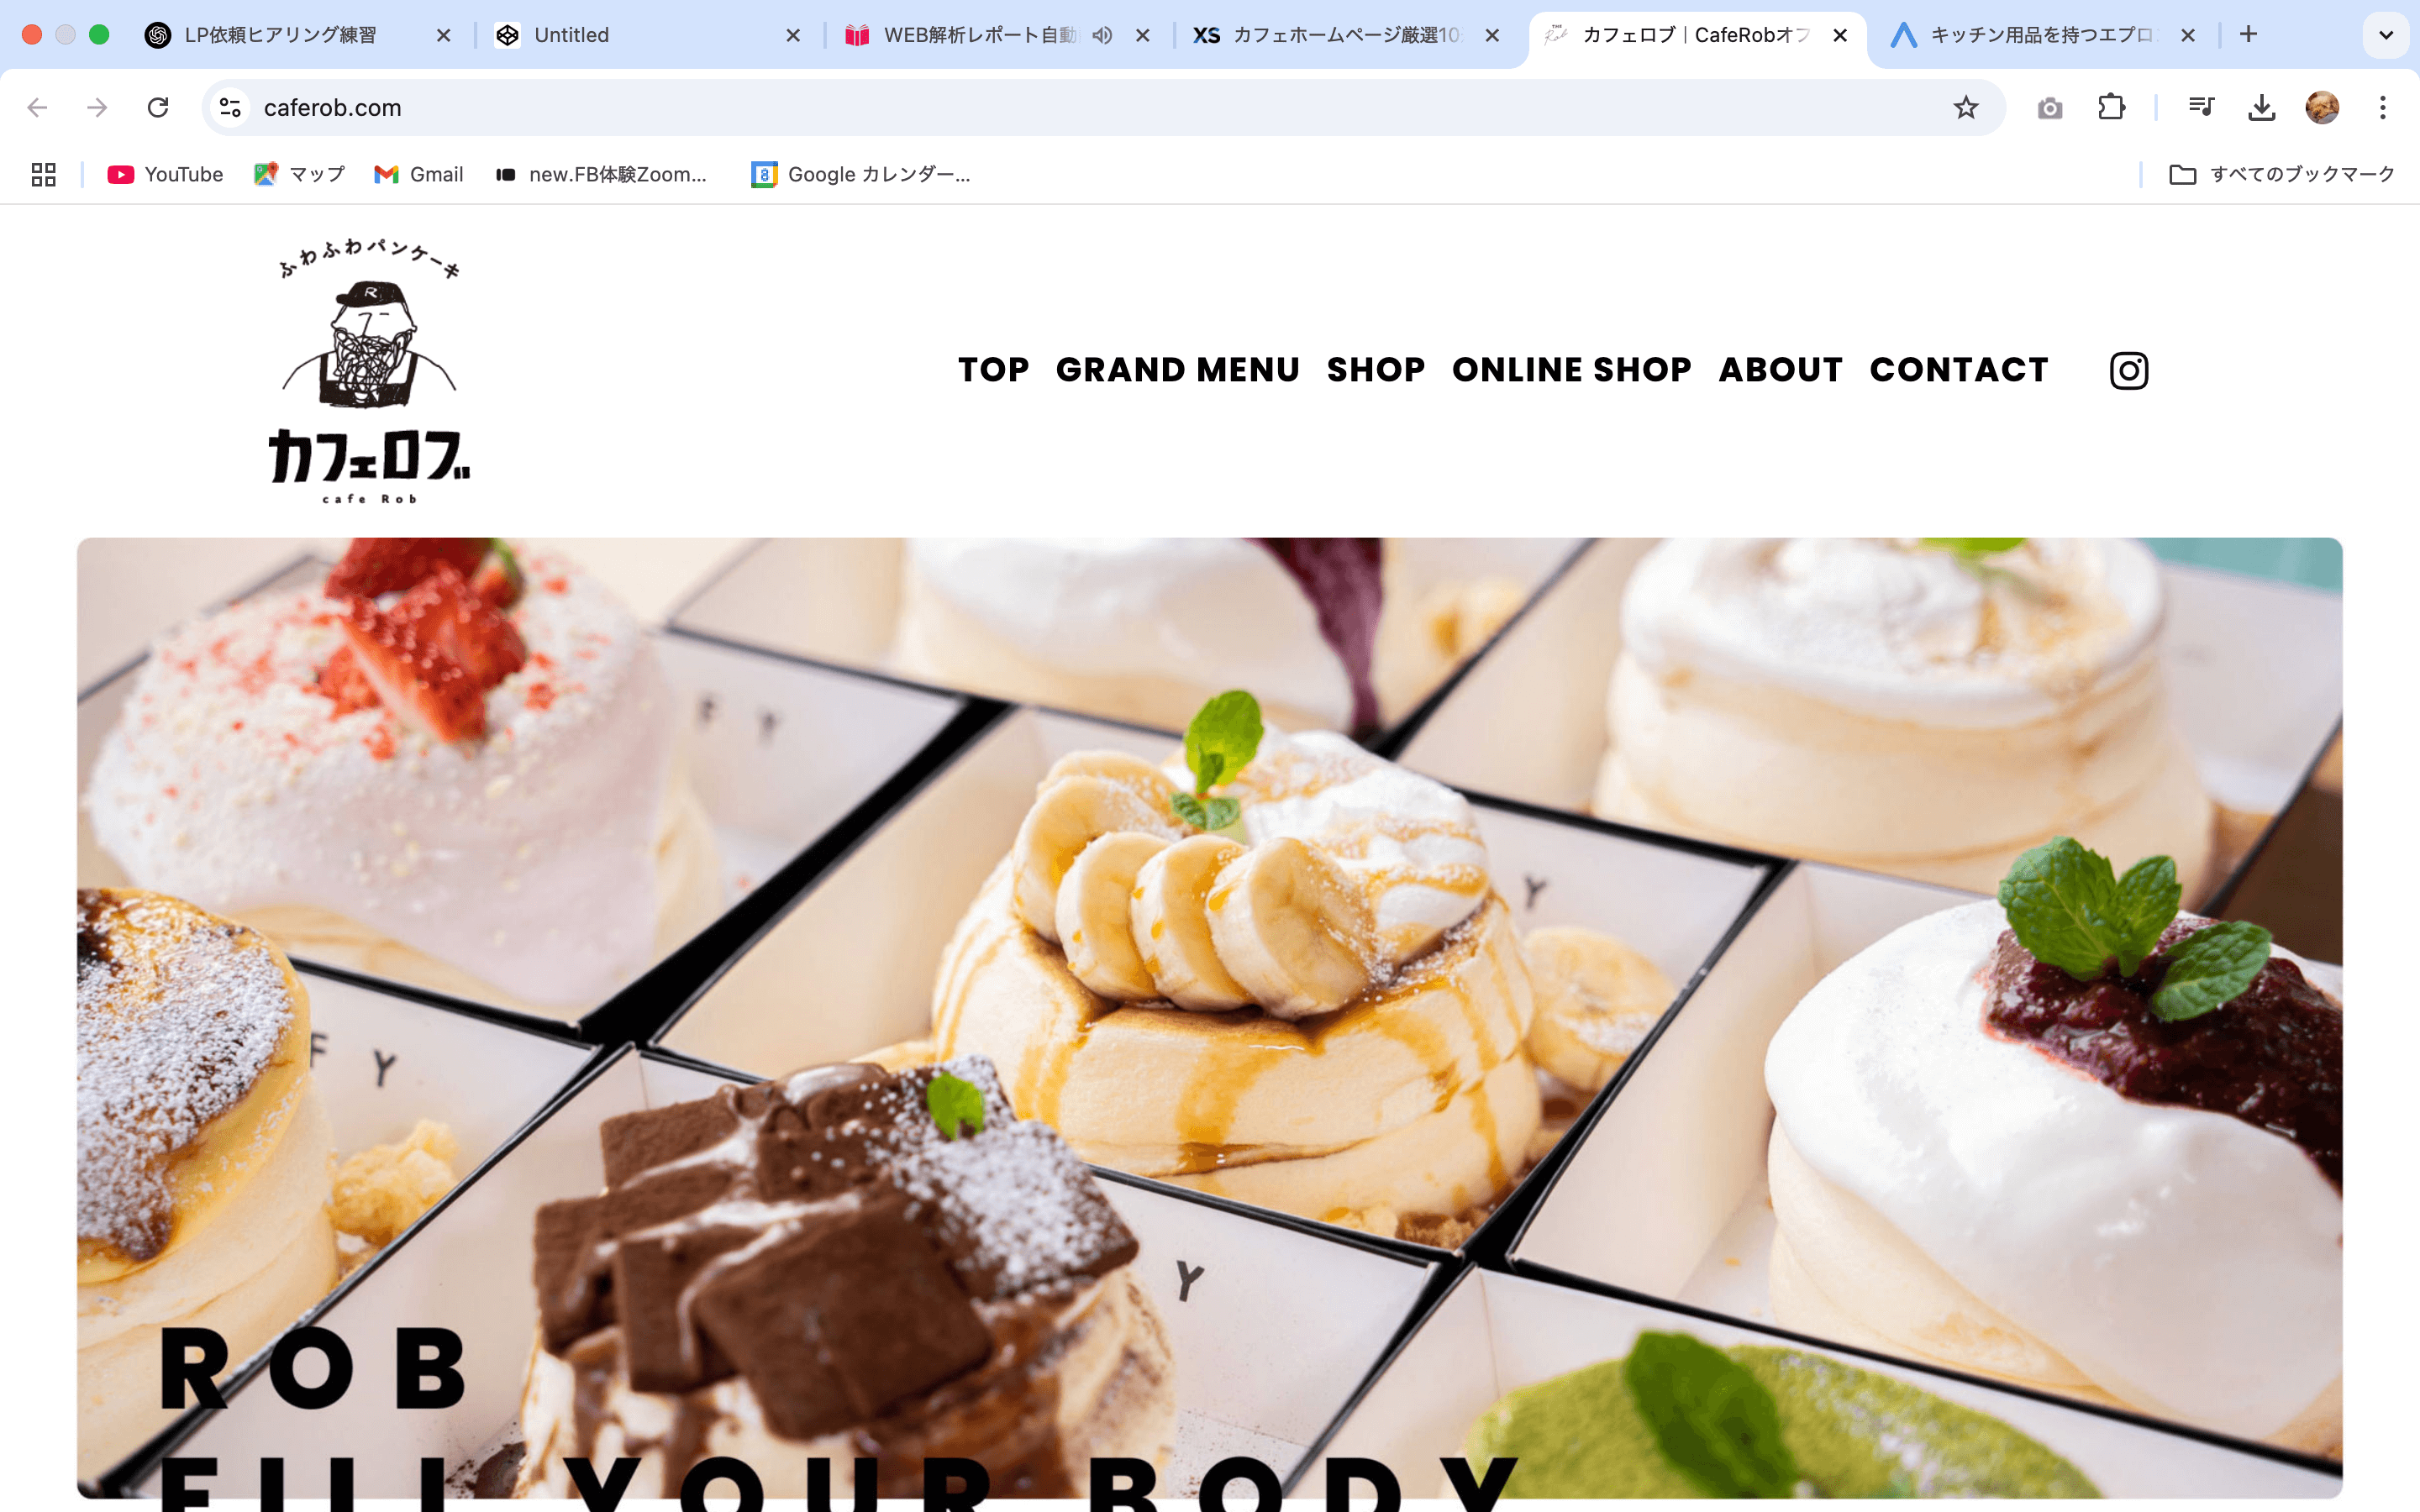 LP依頼ヒアリング練習
Untitled
WEB解析レポート自動
XS カフェホームページ厳選10
カフェロブ｜CafeRobオフ
キッチン用品を持つエプロ
caferob.com
YouTube
マップ
Gmail
new.FB体験Zoom...
Google カレンダー...
すべてのブックマーク
ふわふわパンケーキ
R
カフェロブ
cafe Rob
TOP GRAND MENU SHOP ONLINE SHOP ABOUT CONTACT
F Y
Y
F Y
Y
ROB
FILL YOUR BODY